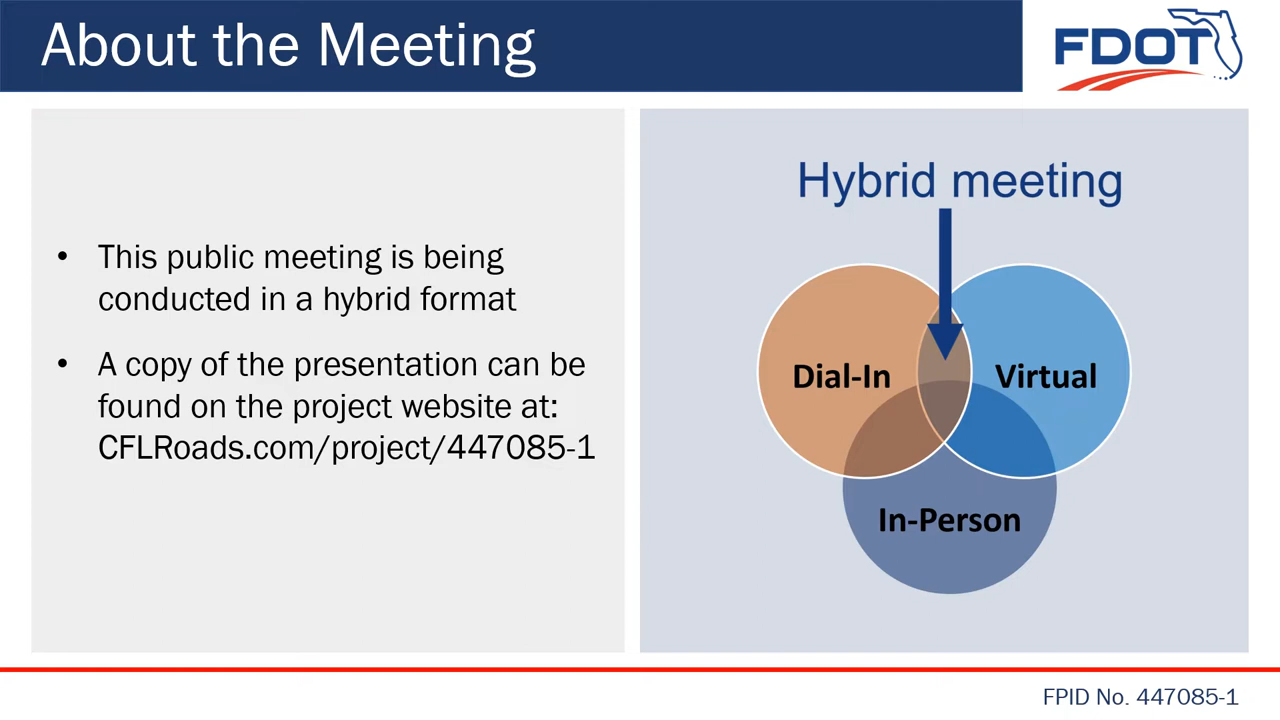 About the Meeting
FDOT
• This public meeting is being
conducted in a hybrid format
• A copy of the presentation can be
found on the project website at:
CFLRoads.com/project/447085-1
Hybrid meeting
Dial-In
Virtual
In-Person
FPID No. 447085-1